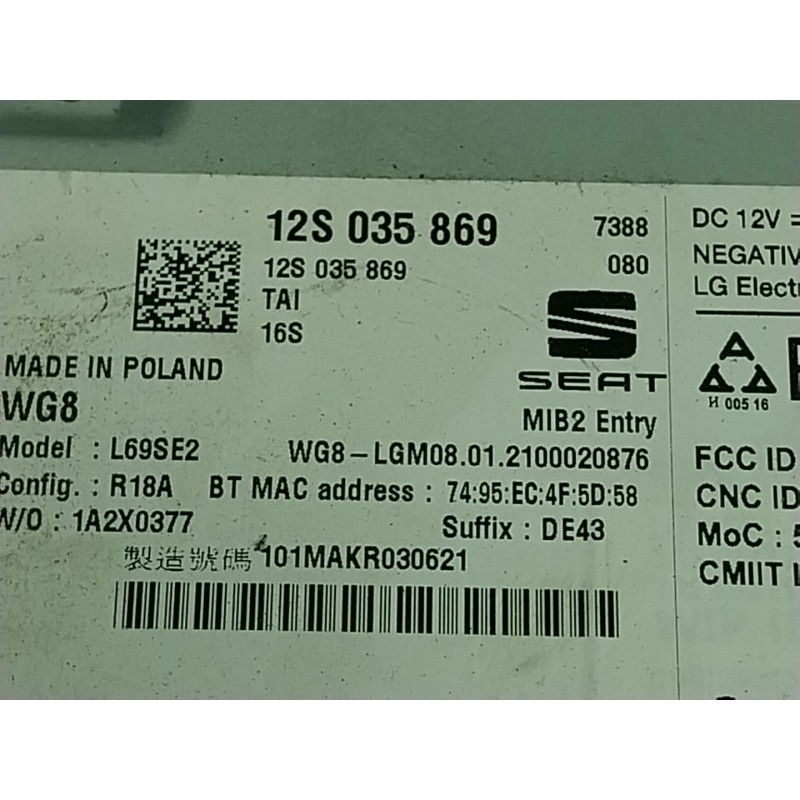 12S 035 869 7388
12S 035 869 080
TAI
16S
SEAT
MADE IN POLAND
WG8 MIB2 Entry
Model : L69SE2 WG8-LGM08.01.2100020876
Config. : R18A BT MAC address : 74:95:EC:4F:5D:58
W/O : 1A2X0377 Suffix : DE43
製造號碼 101MAKR030621
DC 12V =
NEGATIV
LG Electr
A
H 005 16
FCC ID
CNC ID
MoC : 5
CMIIT